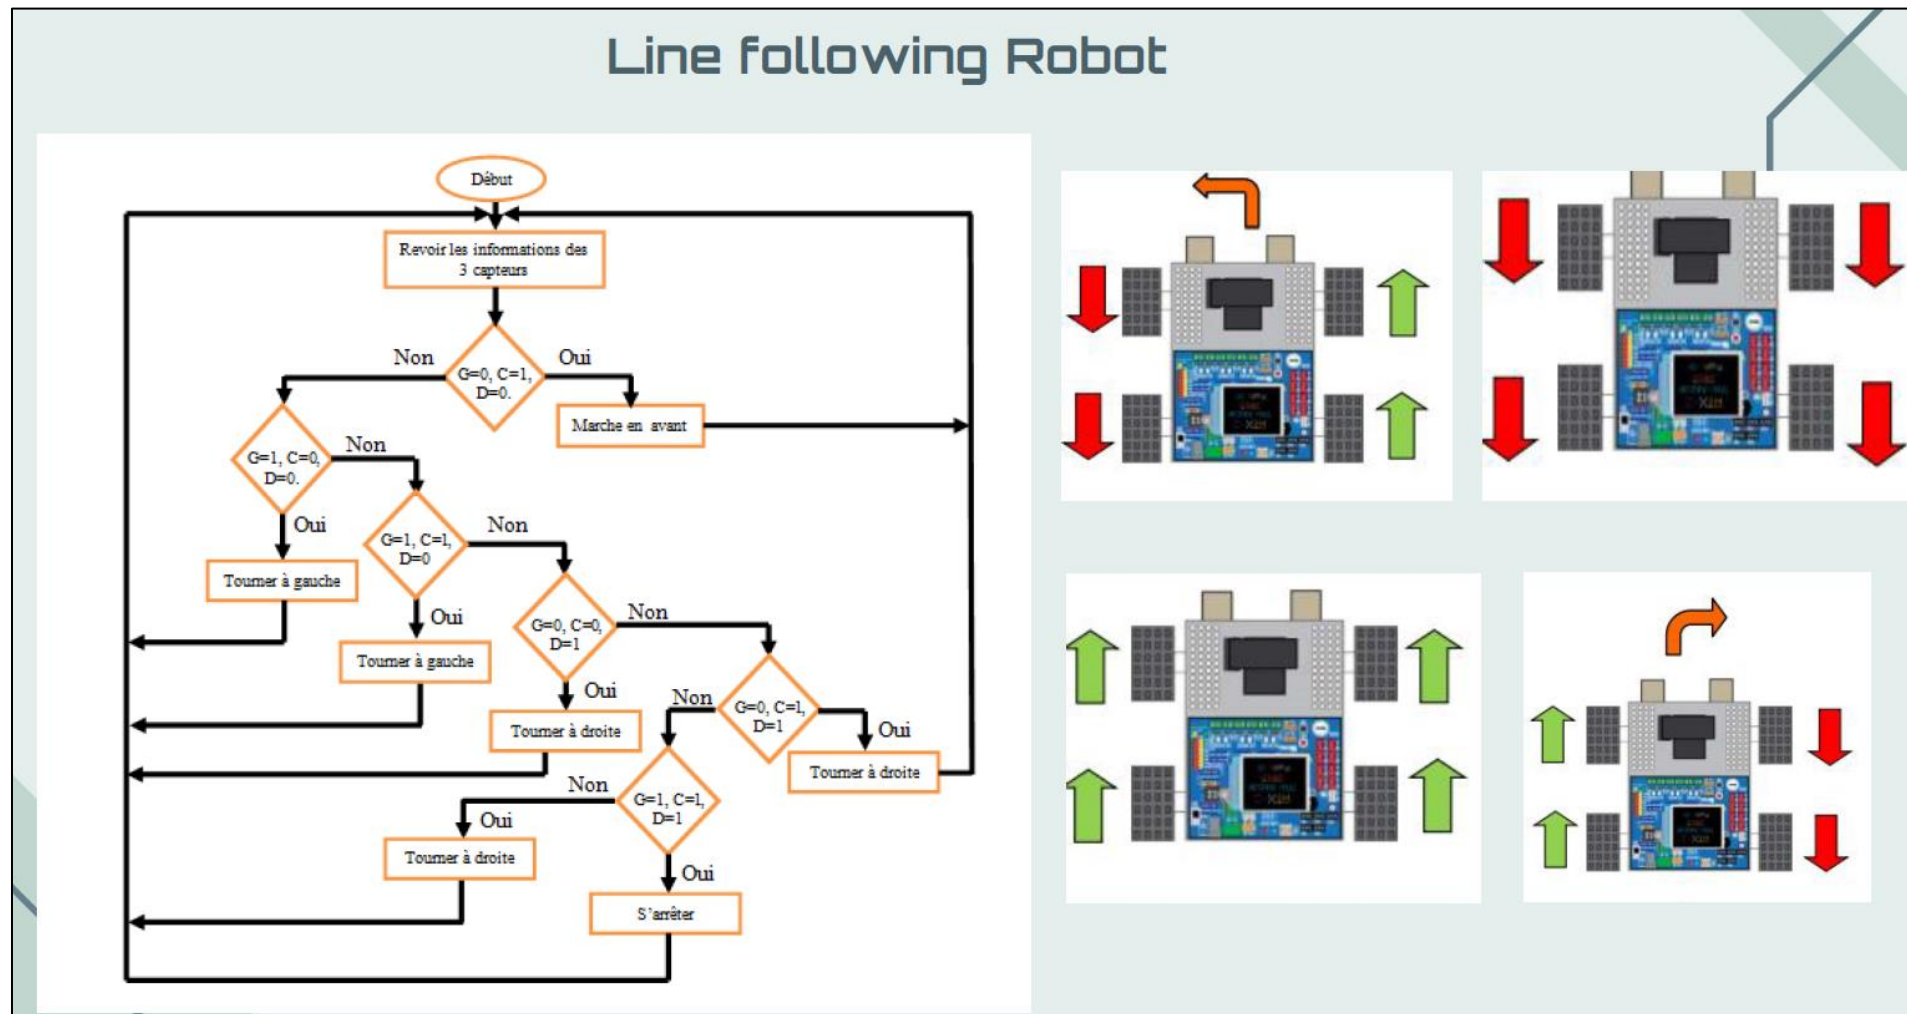 Line following Robot
Début
Revoir les informations des
3 capteurs
Non
Oui
G=0, C=1,
D=0.
Marche en avant
G=1, C=0,
D=0.
Non
Oui
Tourner à gauche
G=1, C=1,
D=0
Non
Oui
Tourner à gauche
G=0, C=0,
D=1
Non
Oui
Tourner à droite
G=0, C=1,
D=1
Non
Oui
Tourner à droite
G=1, C=1,
D=1
Non
Oui
Tourner à droite
Oui
S'arrêter